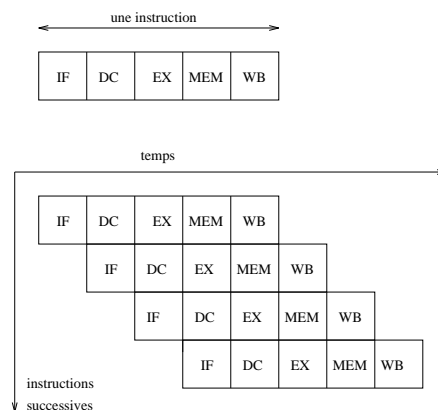 une instruction
IF DC EX MEM WB
temps
IF DC EX MEM WB
IF DC EX MEM WB
IF DC EX MEM WB
IF DC EX MEM WB
instructions
successives